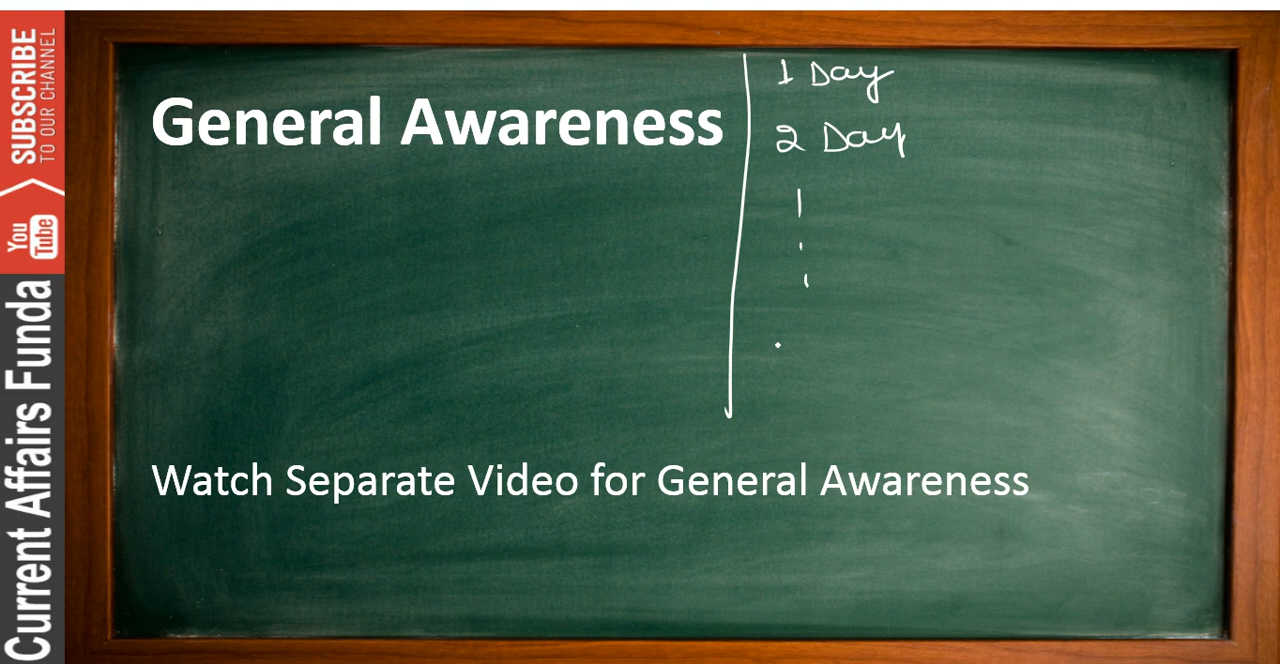 SUBSCRIBE
TO OUR CHANNEL
You
Tube
Current Affairs Funda
General Awareness
1 Day
2 Day
Watch Separate Video for General Awareness